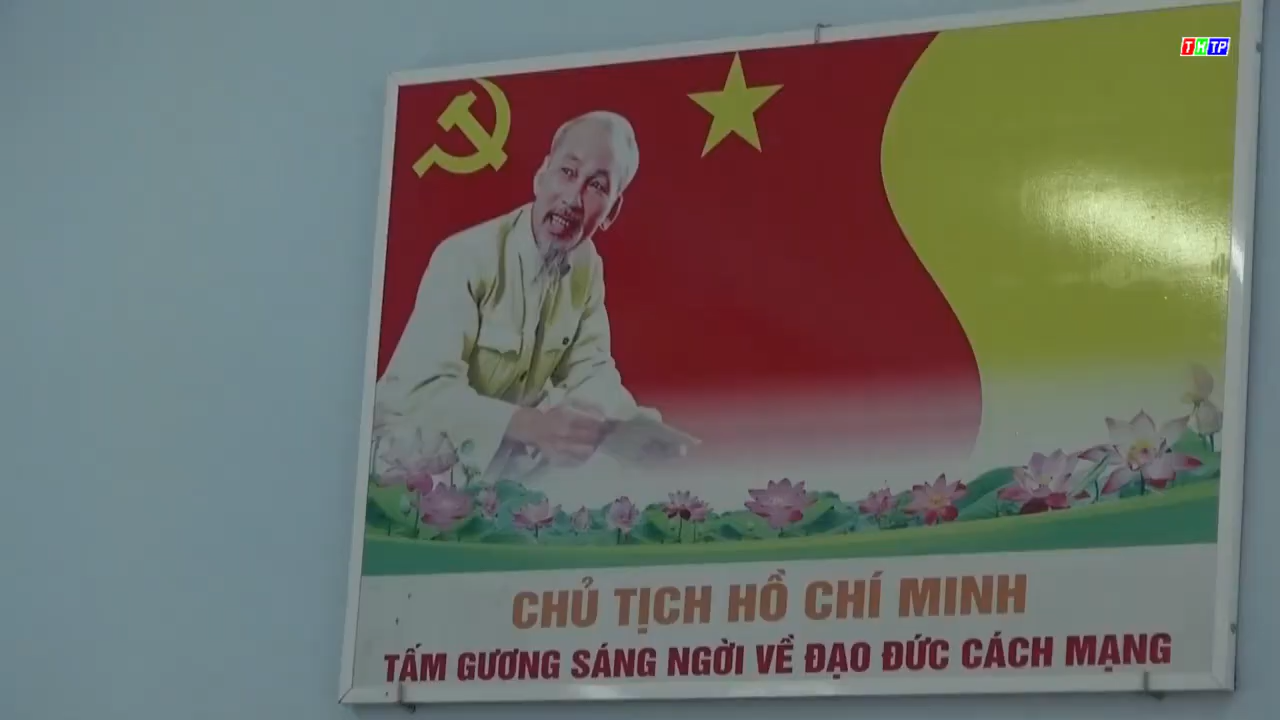 THTP
CHỦ TỊCH HỒ CHÍ MINH
TẤM GƯƠNG SÁNG NGỜI VỀ ĐẠO ĐỨC CÁCH MẠNG